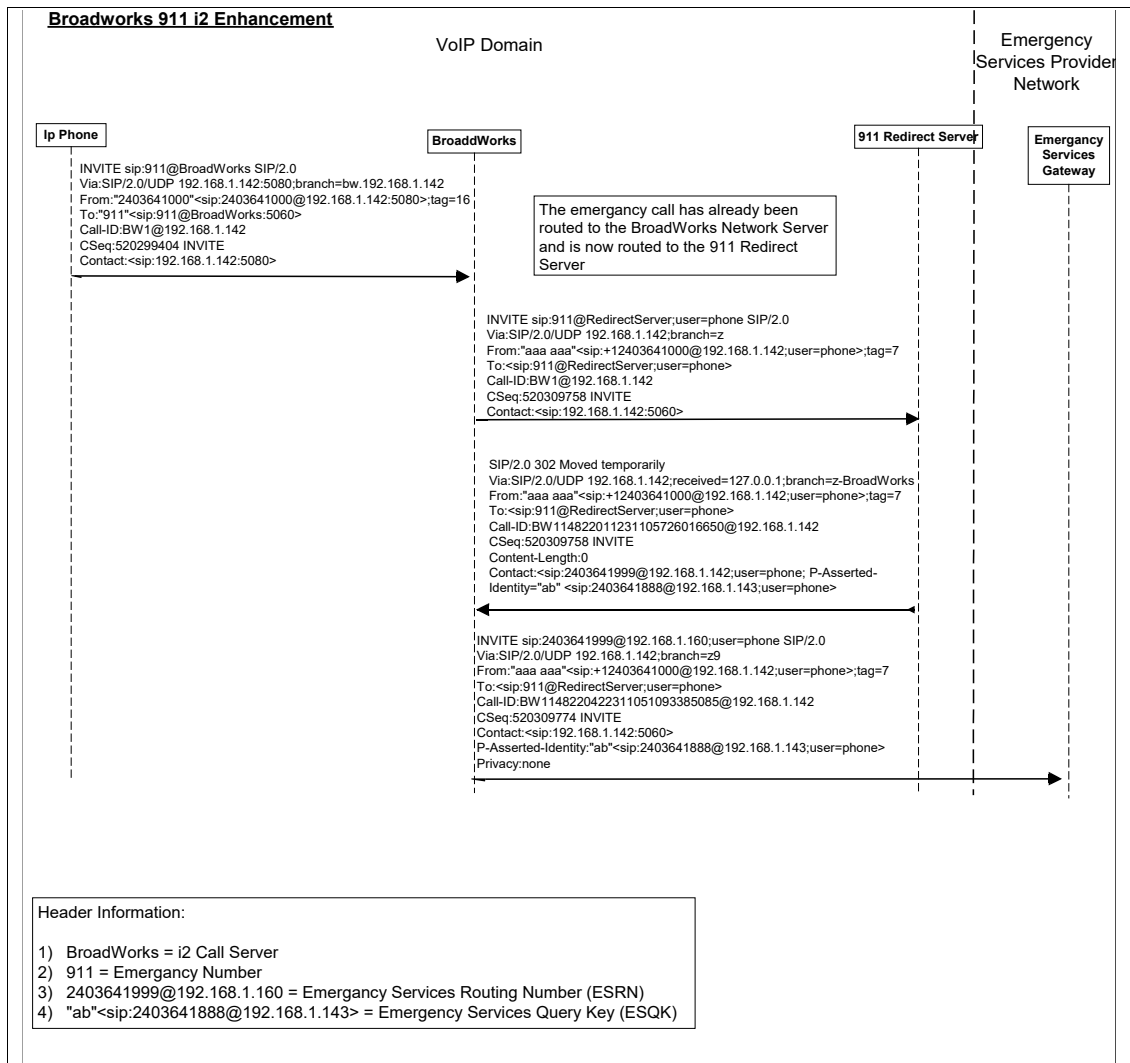 Broadworks 911 i2 Enhancement
VoIP Domain
Emergency
Services Provider
Network
Ip Phone
BroaddWorks
911 Redirect Server
Emergancy
Services
Gateway
INVITE sip:911@BroadWorks SIP/2.0
Via:SIP/2.0/UDP 192.168.1.142:5080;branch=bw.192.168.1.142
From:"2403641000"<sip:2403641000@192.168.1.142:5080>;tag=16
To:"911"<sip:911@BroadWorks:5060>
Call-ID:BW1@192.168.1.142
CSeq:520299404 INVITE
Contact:<sip:192.168.1.142:5080>
The emergancy call has already been
routed to the BroadWorks Network Server
and is now routed to the 911 Redirect
Server
INVITE sip:911@RedirectServer;user=phone SIP/2.0
Via:SIP/2.0/UDP 192.168.1.142;branch=z
From:"aaa aaa"<sip:+12403641000@192.168.1.142;user=phone>;tag=7
To:<sip:911@RedirectServer;user=phone>
Call-ID:BW1@192.168.1.142
CSeq:520309758 INVITE
Contact:<sip:192.168.1.142:5060>
SIP/2.0 302 Moved temporarily
Via:SIP/2.0/UDP 192.168.1.142;received=127.0.0.1;branch=z-BroadWorks
From:"aaa aaa"<sip:+12403641000@192.168.1.142;user=phone>;tag=7
To:<sip:911@RedirectServer;user=phone>
Call-ID:BW114822011231105726016650@192.168.1.142
CSeq:520309758 INVITE
Content-Length:0
Contact:<sip:2403641999@192.168.1.142;user=phone; P-Asserted-
Identity="ab" <sip:2403641888@192.168.1.143;user=phone>
INVITE sip:2403641999@192.168.1.160;user=phone SIP/2.0
Via:SIP/2.0/UDP 192.168.1.142;branch=z9
From:"aaa aaa"<sip:+12403641000@192.168.1.142;user=phone>;tag=7
To:<sip:911@RedirectServer;user=phone>
Call-ID:BW1148220422311051093385085@192.168.1.142
CSeq:520309774 INVITE
Contact:<sip:192.168.1.142:5060>
P-Asserted-Identity:"ab"<sip:2403641888@192.168.1.143;user=phone>
Privacy:none
Header Information:
1) BroadWorks = i2 Call Server
2) 911 = Emergancy Number
3) 2403641999@192.168.1.160 = Emergency Services Routing Number (ESRN)
4) "ab"<sip:2403641888@192.168.1.143> = Emergency Services Query Key (ESQK)